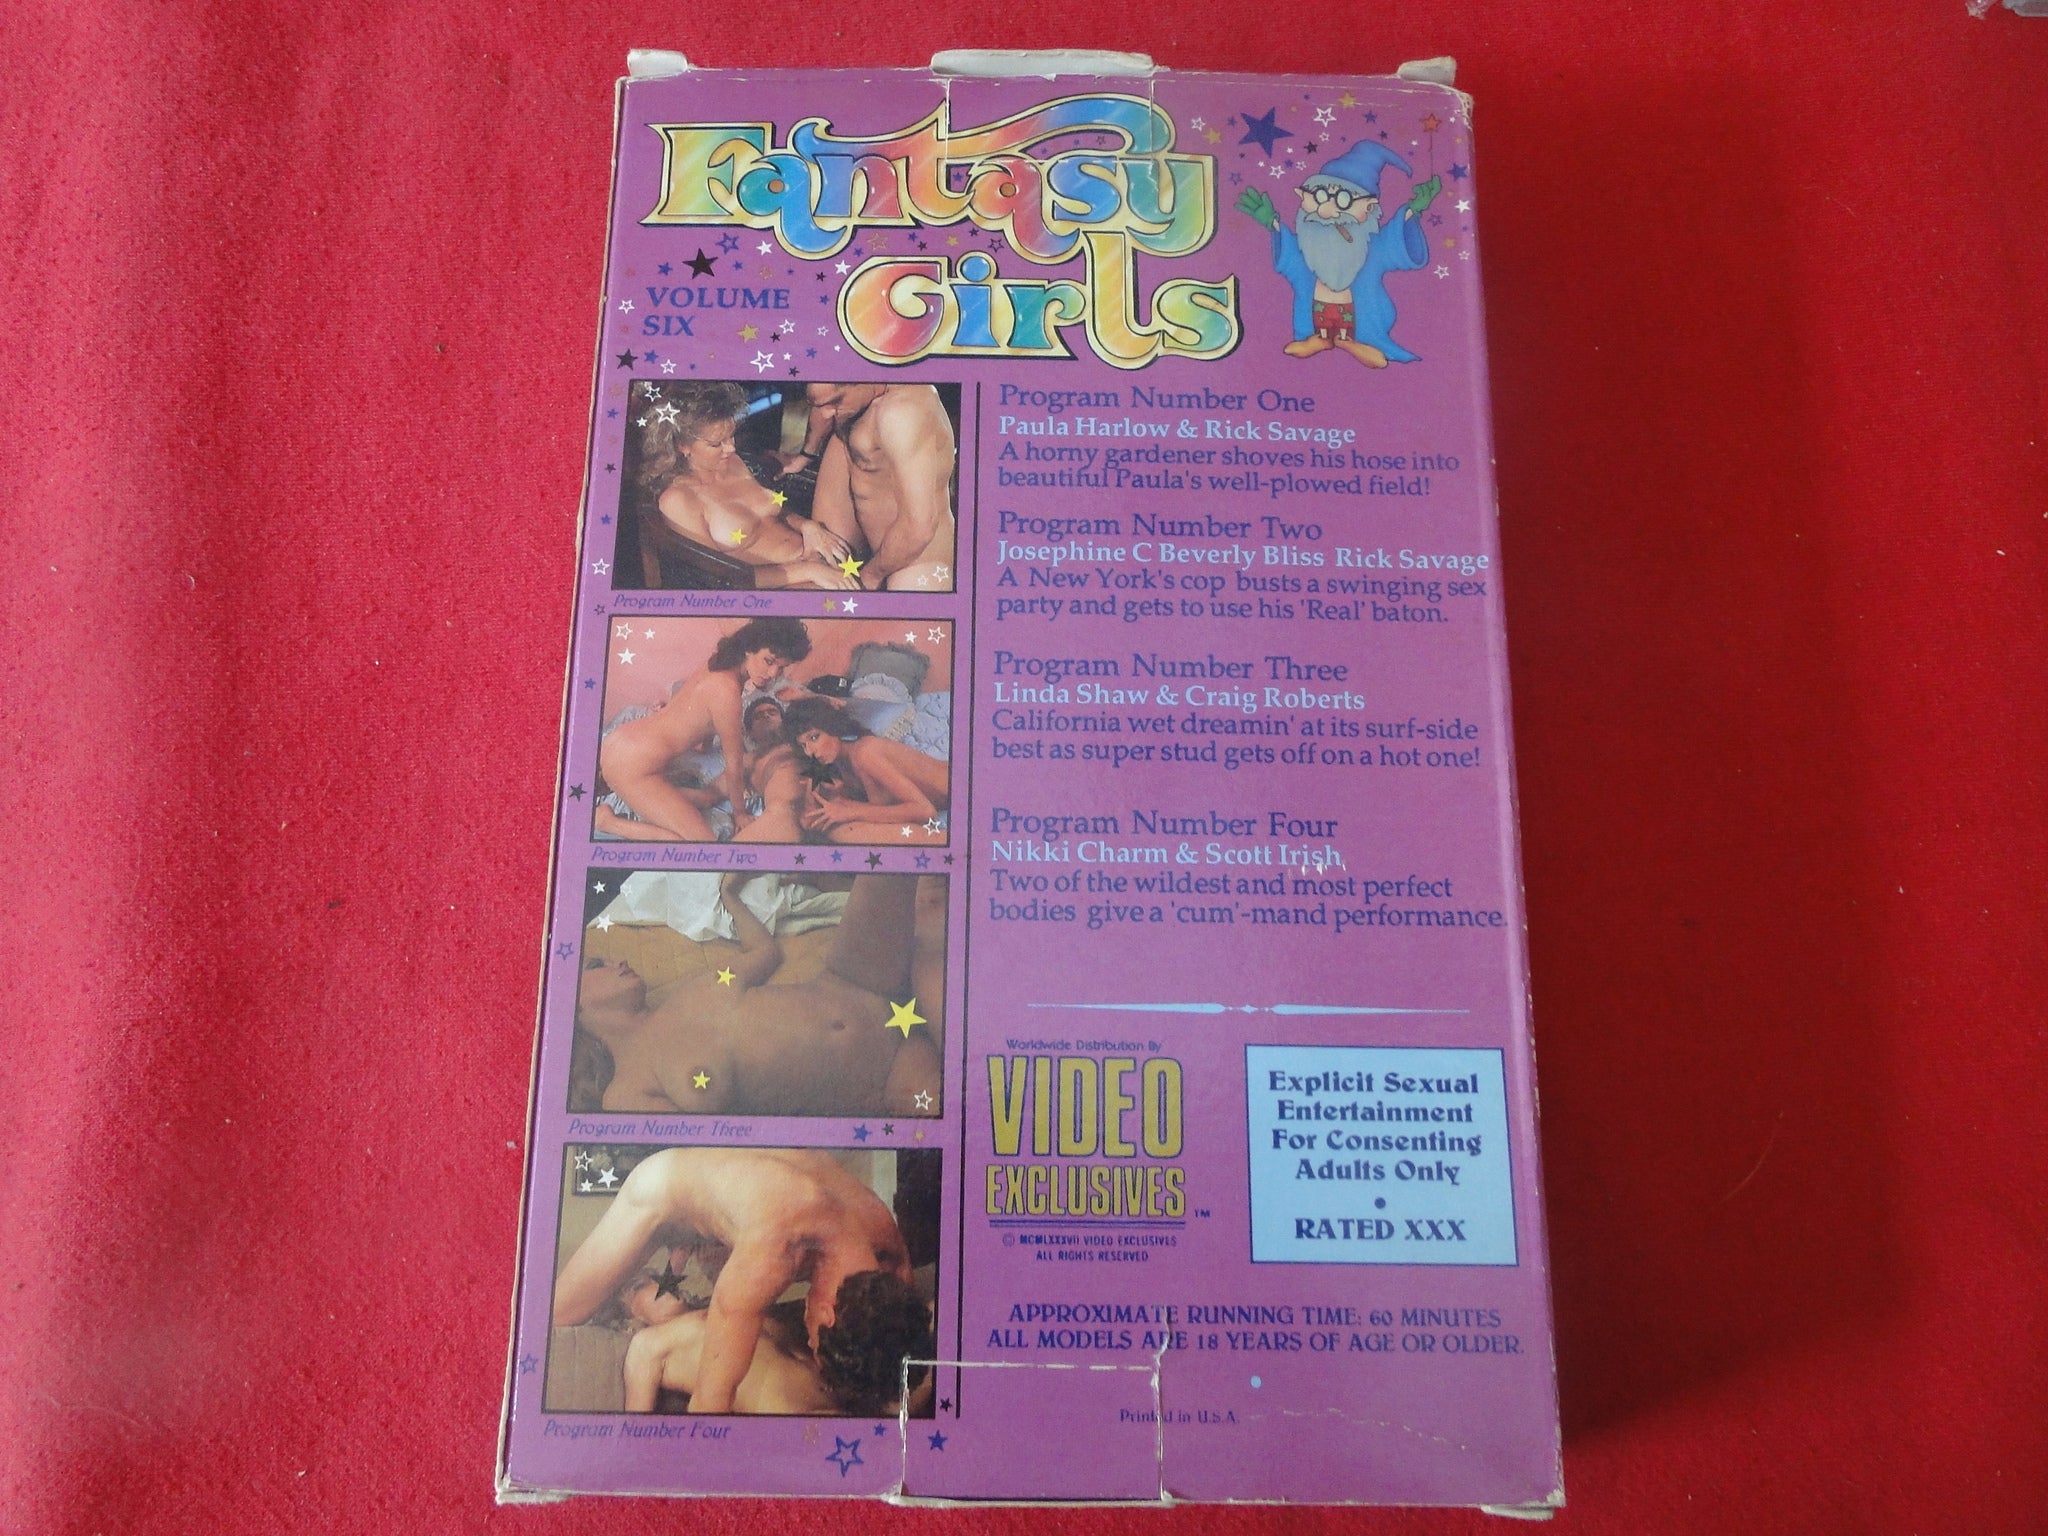 Fantasy
Girls
VOLUME
SIX
Program Number One
Paula Harlow & Rick Savage
A horny gardener shoves his hose into
beautiful Paula's well-plowed field!
Program Number One
Program Number Two
Josephine C Beverly Bliss Rick Savage
A New York's cop busts a swinging sex
party and gets to use his 'Real' baton.
Program Number Two
Program Number Three
Linda Shaw & Craig Roberts
California wet dreamin' at its surf-side
best as super stud gets off on a hot one!
Program Number Three
Program Number Four
Nikki Charm & Scott Irish
Two of the wildest and most perfect
bodies give a 'cum'-mand performance.
Program Number Four
Worldwide Distribution By
VIDEO
EXCLUSIVES ™
© MCMLXXXVII VIDEO EXCLUSIVES
ALL RIGHTS RESERVED
Explicit Sexual
Entertainment
For Consenting
Adults Only
•
RATED XXX
APPROXIMATE RUNNING TIME: 60 MINUTES
ALL MODELS ARE 18 YEARS OF AGE OR OLDER.
Printed in U.S.A.